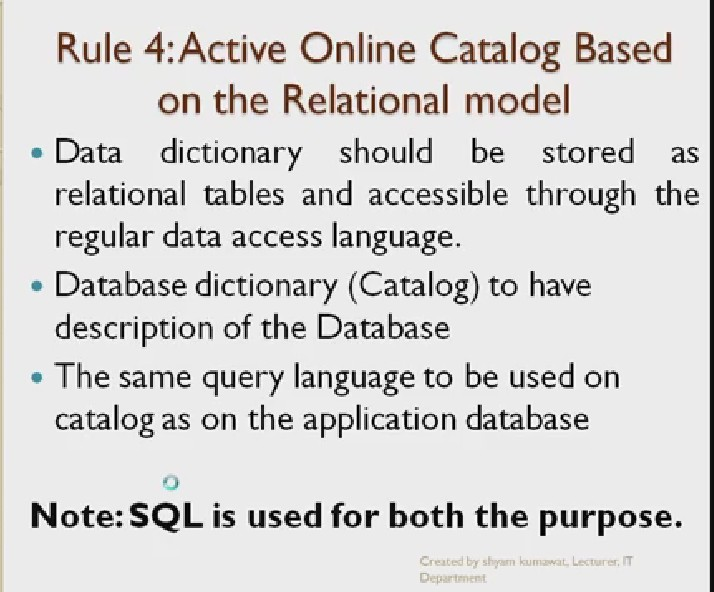 Rule 4: Active Online Catalog Based
on the Relational model
• Data dictionary should be stored as
relational tables and accessible through the
regular data access language.
• Database dictionary (Catalog) to have
description of the Database
• The same query language to be used on
catalog as on the application database
Note: SQL is used for both the purpose.
Created by shyam kumawat, Lecturer, IT
Department